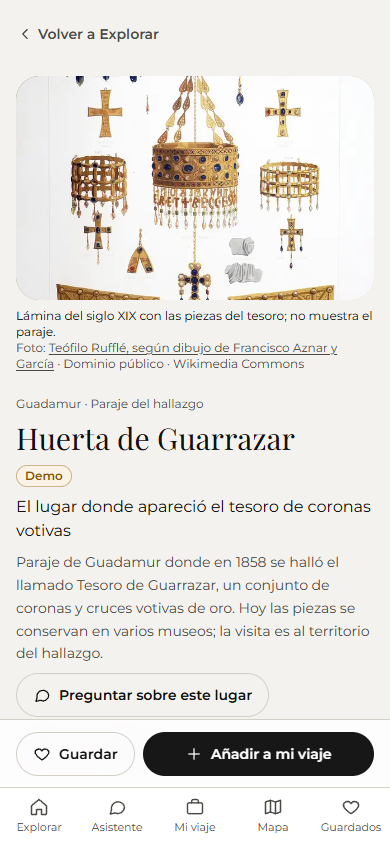 Volver a Explorar
Lámina del siglo XIX con las piezas del tesoro; no muestra el
paraje.
Foto: Teófilo Rufflé, según dibujo de Francisco Aznar y
García · Dominio público · Wikimedia Commons
Guadamur · Paraje del hallazgo
Huerta de Guarrazar
Demo
El lugar donde apareció el tesoro de coronas
votivas
Paraje de Guadamur donde en 1858 se halló el
llamado Tesoro de Guarrazar, un conjunto de
coronas y cruces votivas de oro. Hoy las piezas se
conservan en varios museos; la visita es al territorio
del hallazgo.
Preguntar sobre este lugar
Guardar
Añadir a mi viaje
Explorar
Asistente
Mi viaje
Mapa
Guardados